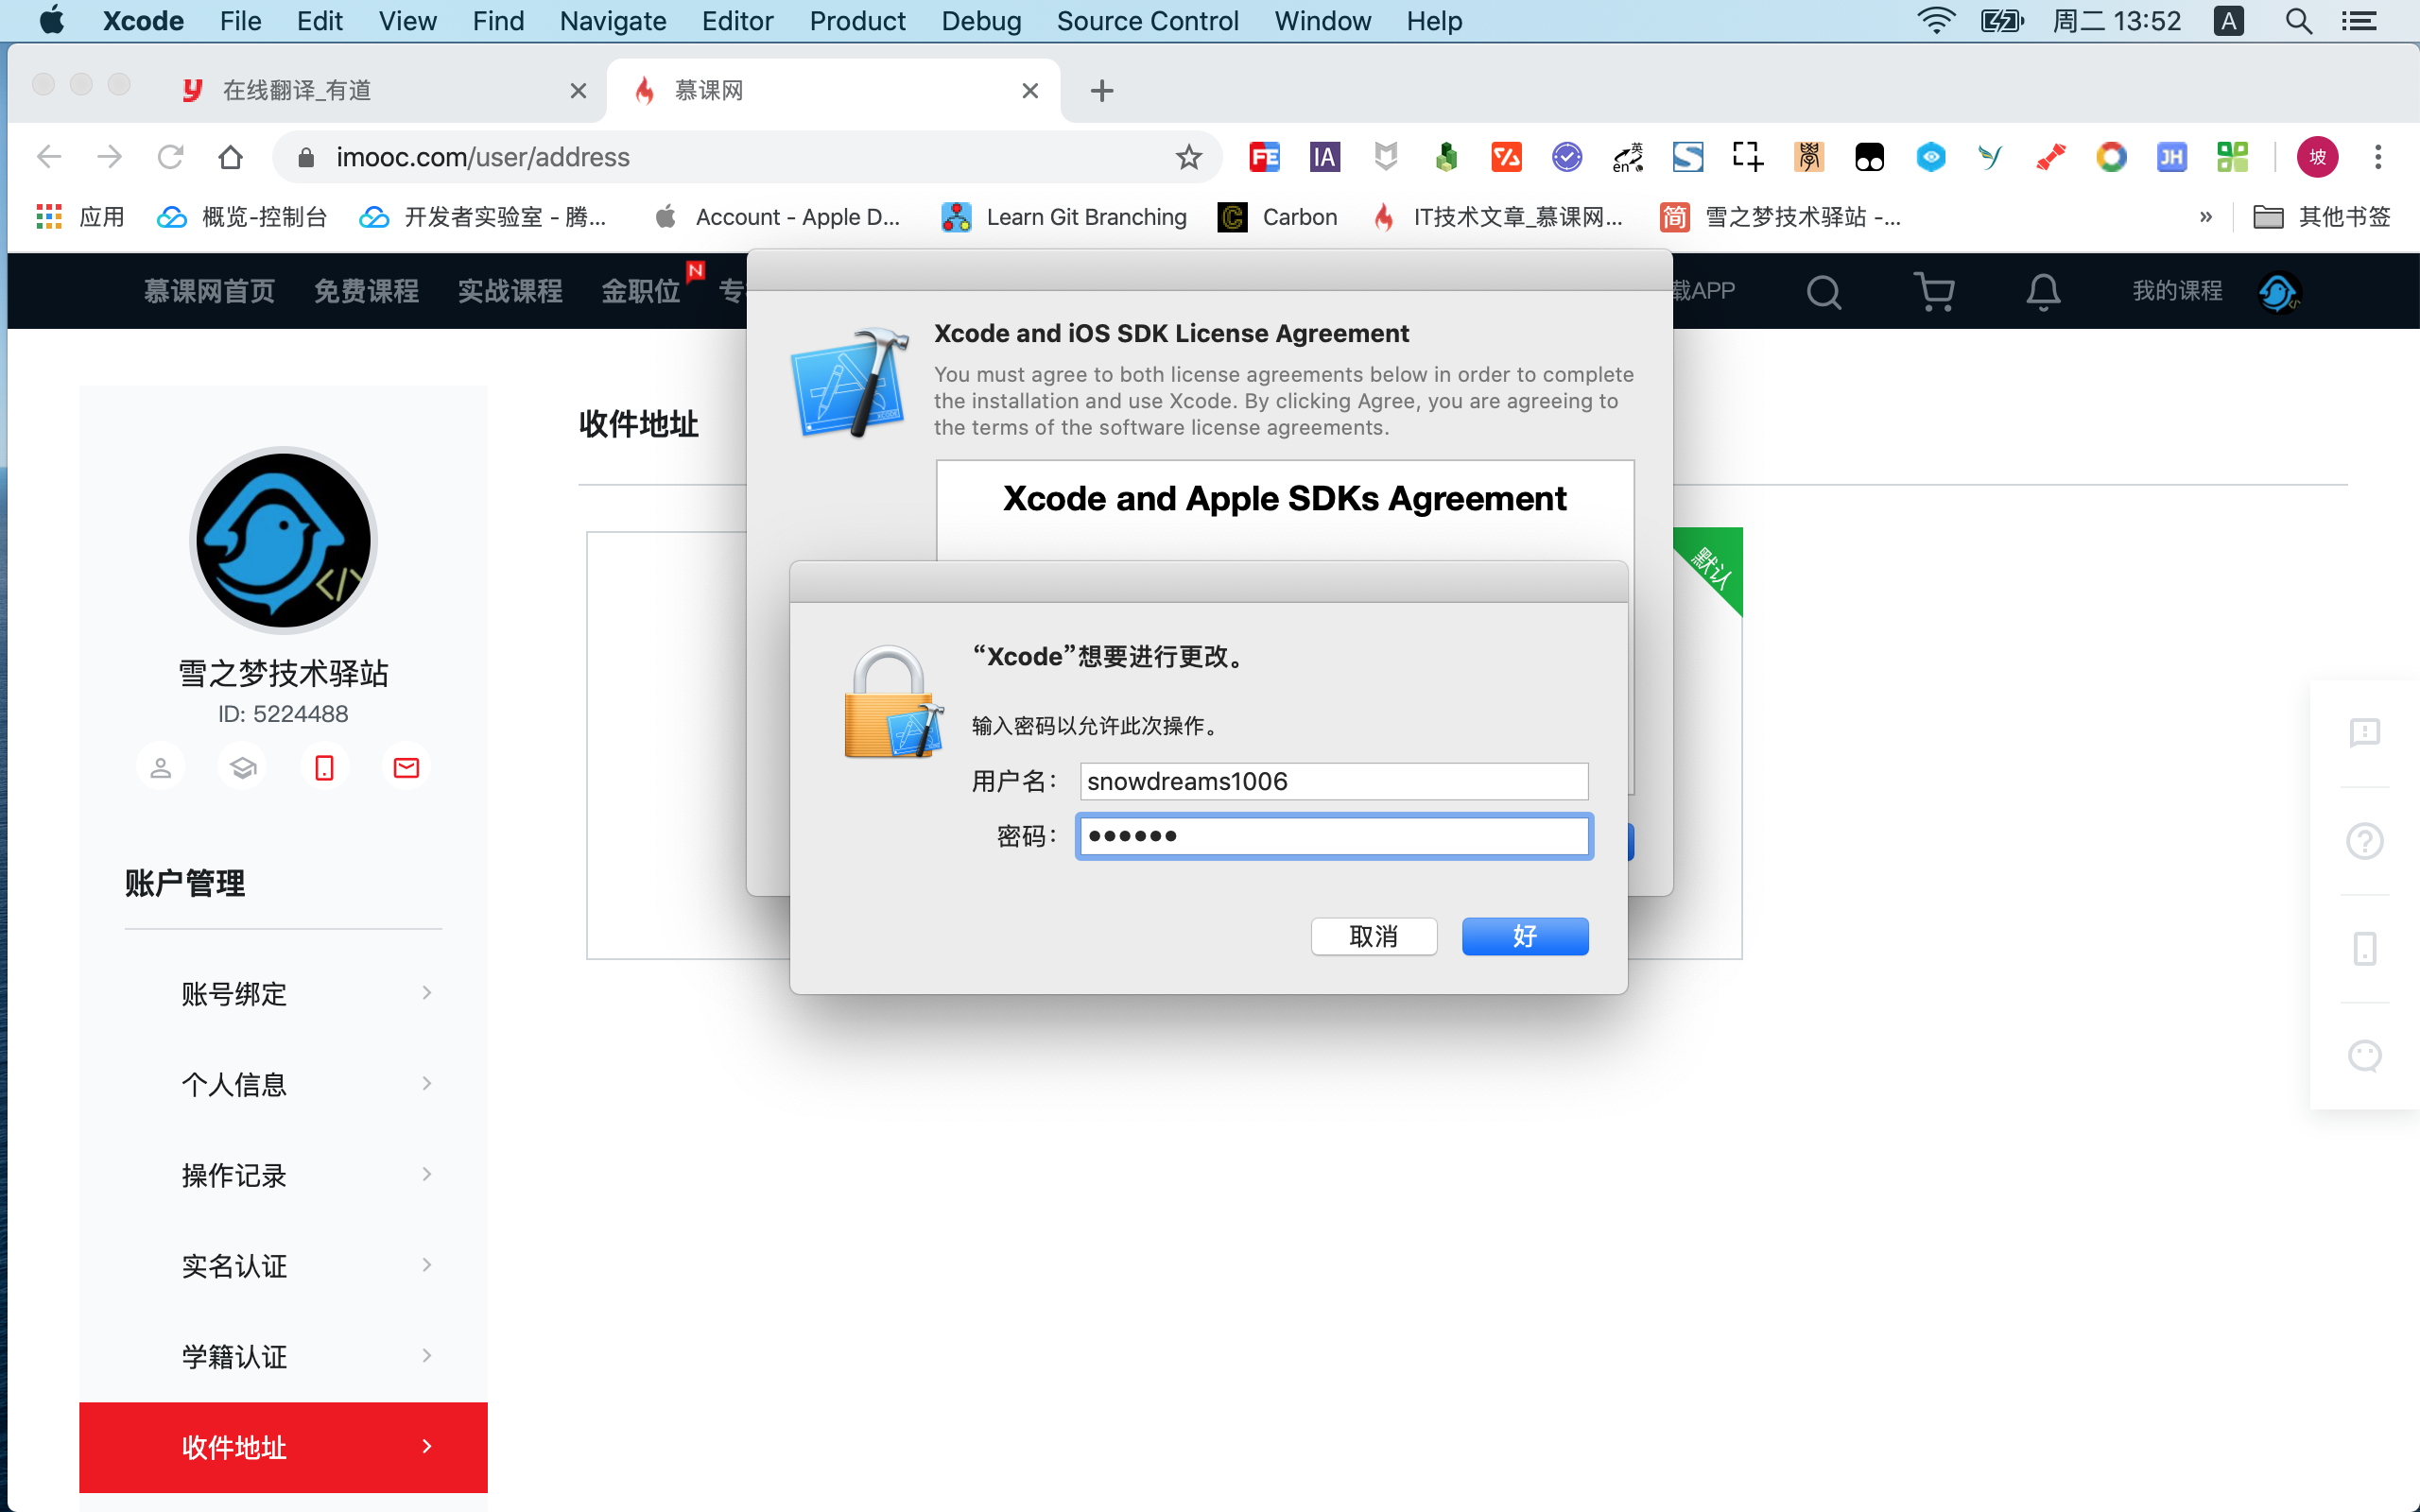 Xcode File Edit View Find Navigate Editor Product Debug Source Control Window Help 周二 13:52 A
在线翻译_有道 慕课网
imooc.com/user/address
FE IA 英 en 學 JH 坡
应用 概览-控制台 开发者实验室 - 腾... Account - Apple D... Learn Git Branching C Carbon IT技术文章_慕课网... 简 雪之梦技术驿站 -... » 其他书签
慕课网首页 免费课程 实战课程 金职位 N 专 载APP 我的课程
Xcode and iOS SDK License Agreement
You must agree to both license agreements below in order to complete
the installation and use Xcode. By clicking Agree, you are agreeing to
the terms of the software license agreements.
收件地址
Xcode and Apple SDKs Agreement
默认
“Xcode”想要进行更改。
输入密码以允许此次操作。
用户名： snowdreams1006
密码： ••••••
取消 好
雪之梦技术驿站
ID: 5224488
账户管理
账号绑定
个人信息
操作记录
实名认证
学籍认证
收件地址